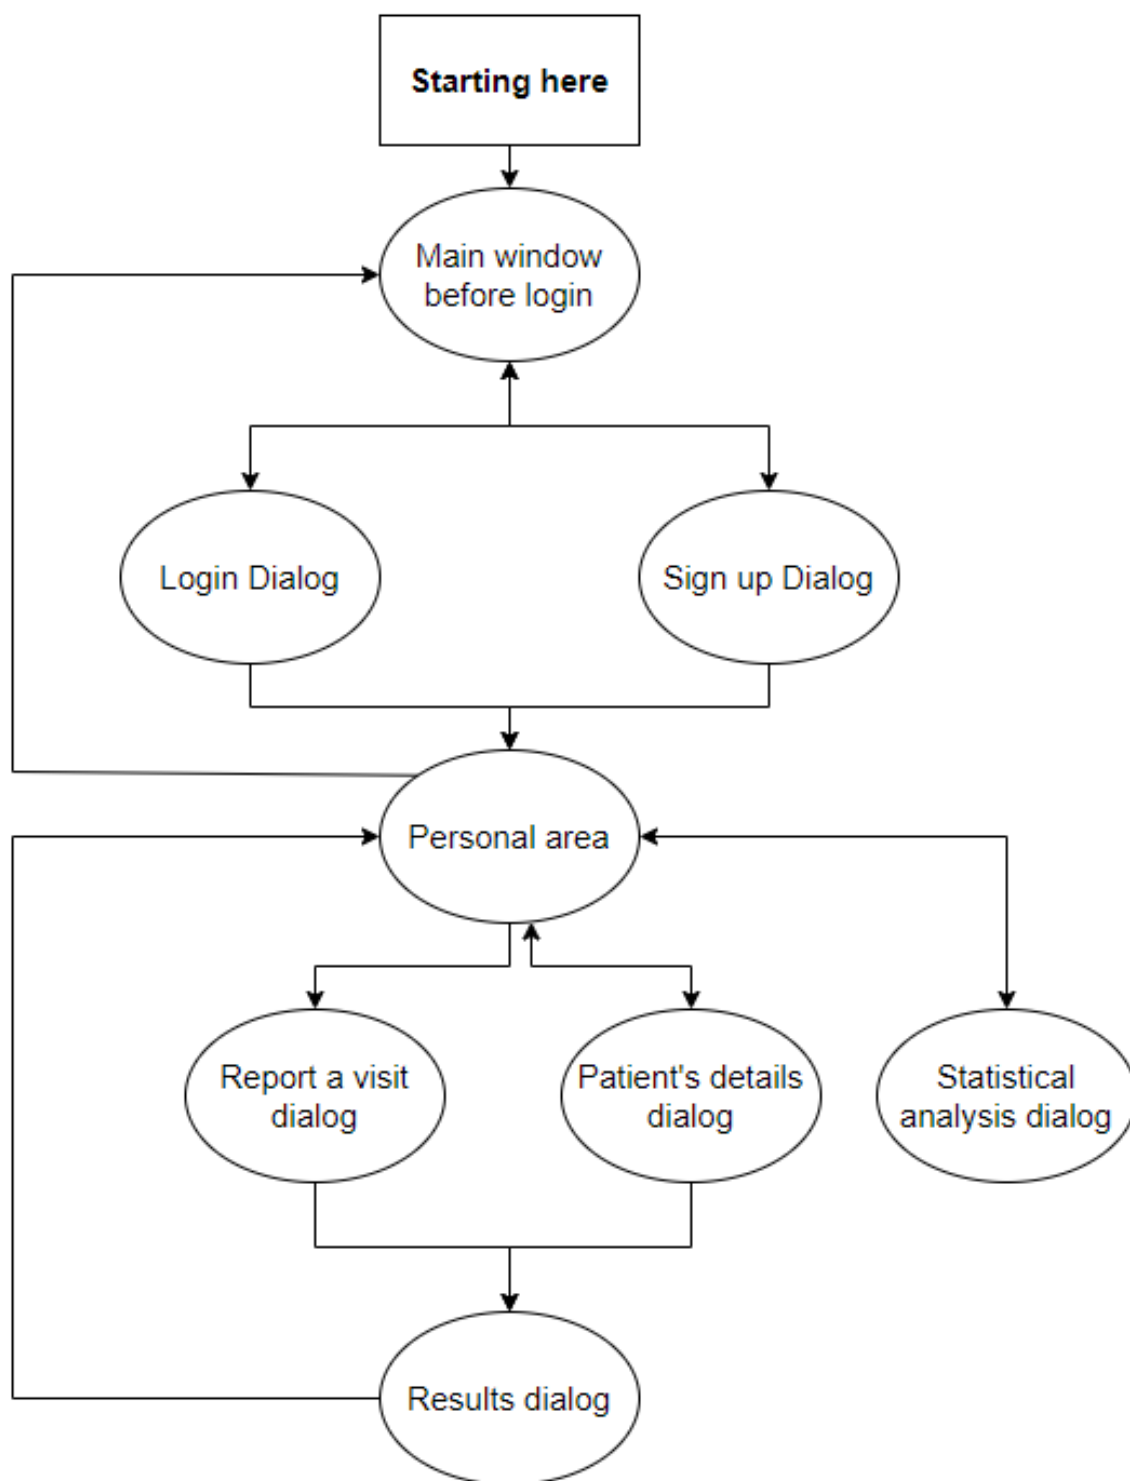 Starting here
Main window
before login
Login Dialog
Sign up Dialog
Personal area
Report a visit
dialog
Patient's details
dialog
Statistical
analysis dialog
Results dialog